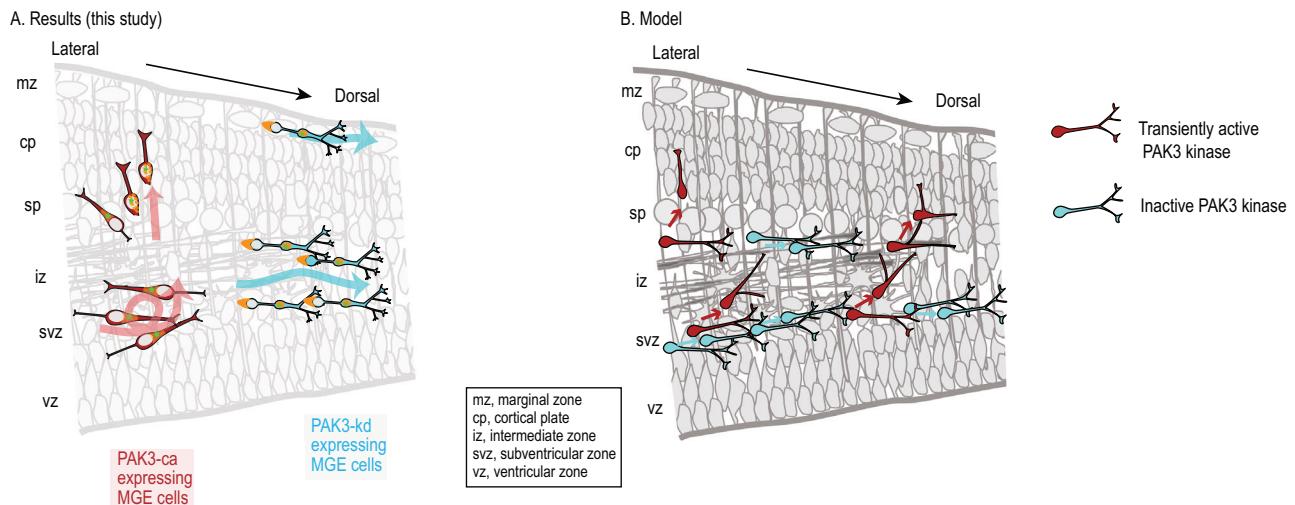 A. Results (this study)
Lateral
Dorsal
mz
cp
sp
iz
svz
vz
PAK3-ca
expressing
MGE cells
PAK3-kd
expressing
MGE cells
mz, marginal zone
cp, cortical plate
iz, intermediate zone
svz, subventricular zone
vz, ventricular zone
B. Model
Lateral
Dorsal
mz
cp
sp
iz
svz
vz
Transiently active
PAK3 kinase
Inactive PAK3 kinase